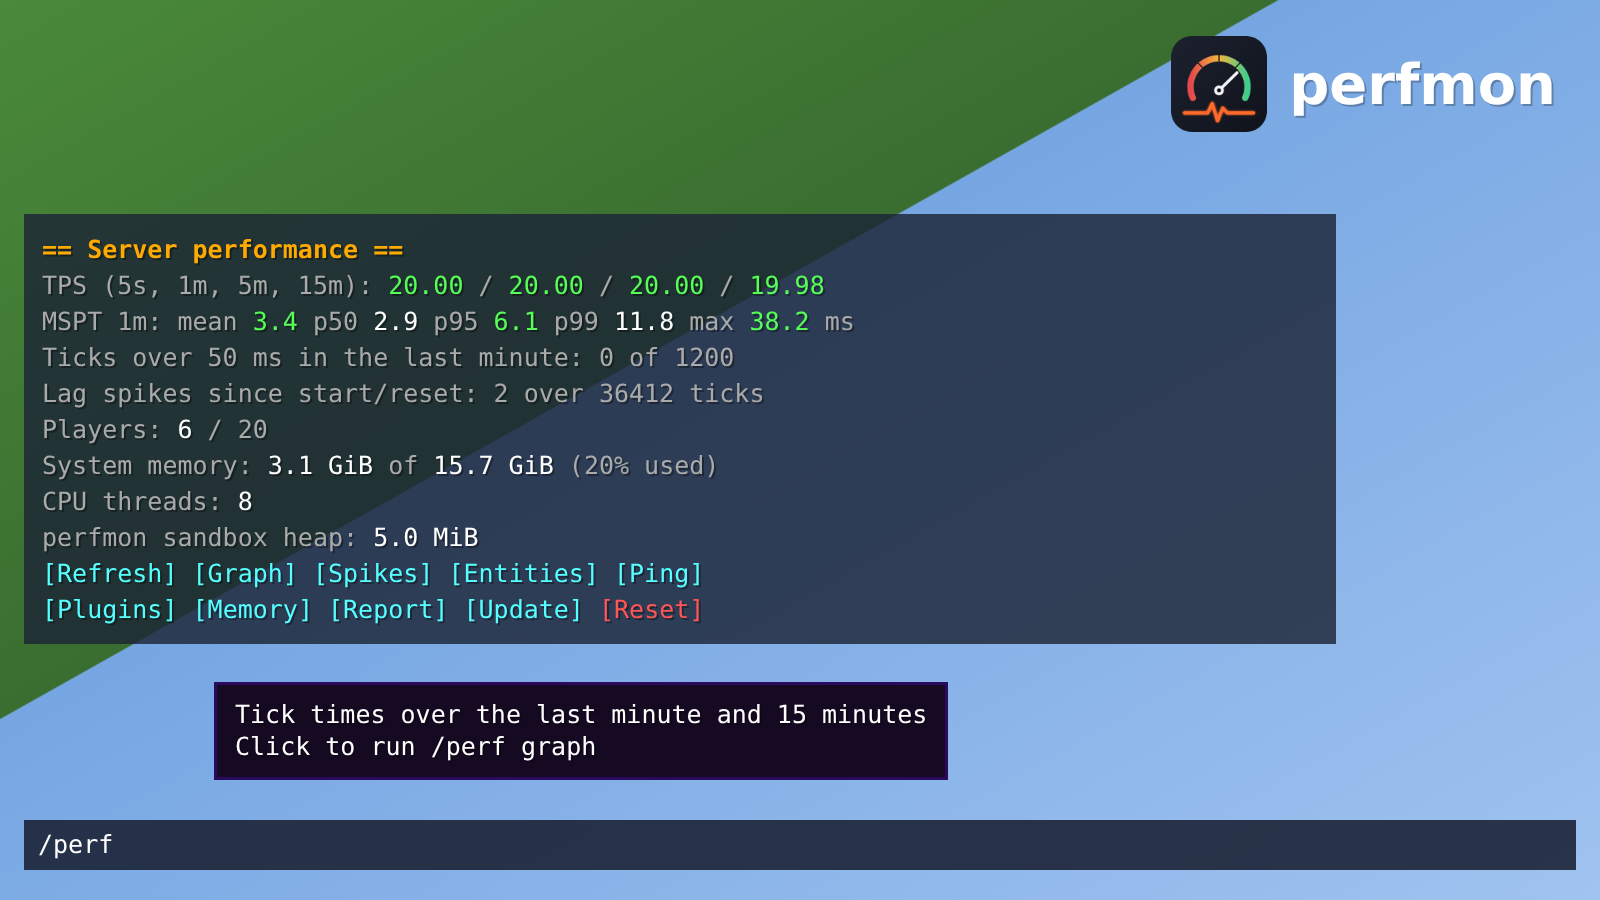 perfmon
== Server performance ==
TPS (5s, 1m, 5m, 15m): 20.00 / 20.00 / 20.00 / 19.98
MSPT 1m: mean 3.4 p50 2.9 p95 6.1 p99 11.8 max 38.2 ms
Ticks over 50 ms in the last minute: 0 of 1200
Lag spikes since start/reset: 2 over 36412 ticks
Players: 6 / 20
System memory: 3.1 GiB of 15.7 GiB (20% used)
CPU threads: 8
perfmon sandbox heap: 5.0 MiB
[Refresh] [Graph] [Spikes] [Entities] [Ping]
[Plugins] [Memory] [Report] [Update] [Reset]
Tick times over the last minute and 15 minutes
Click to run /perf graph
/perf